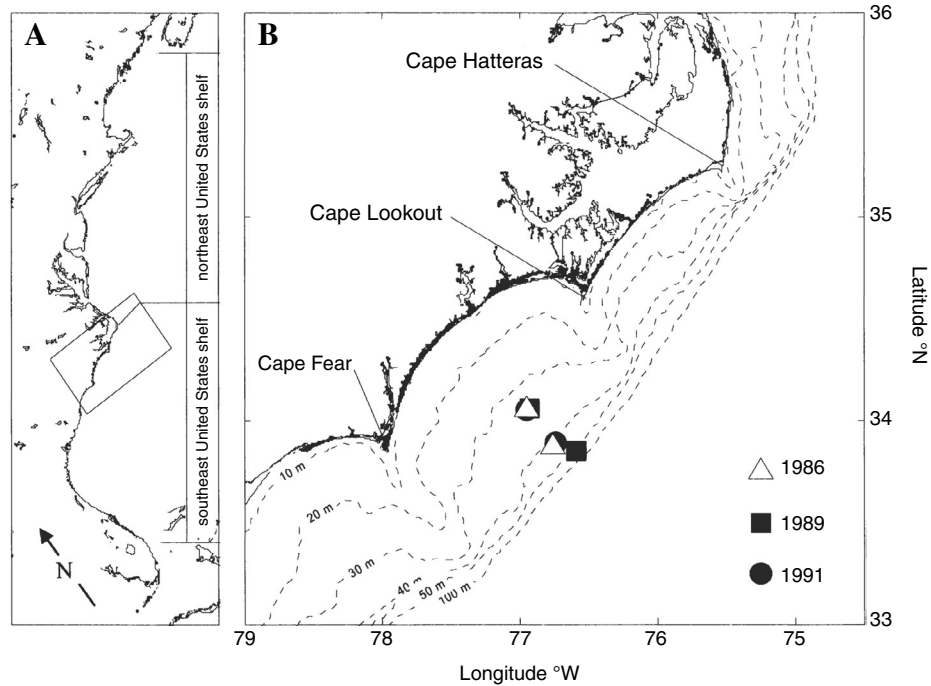 A
northeast United States shelf
southeast United States shelf
N
B
Cape Hatteras
Cape Lookout
Cape Fear
10 m
20 m
30 m
40 m
50 m
100 m
1986
1989
1991
36
35
34
33
Latitude °N
79
78
77
76
75
Longitude °W